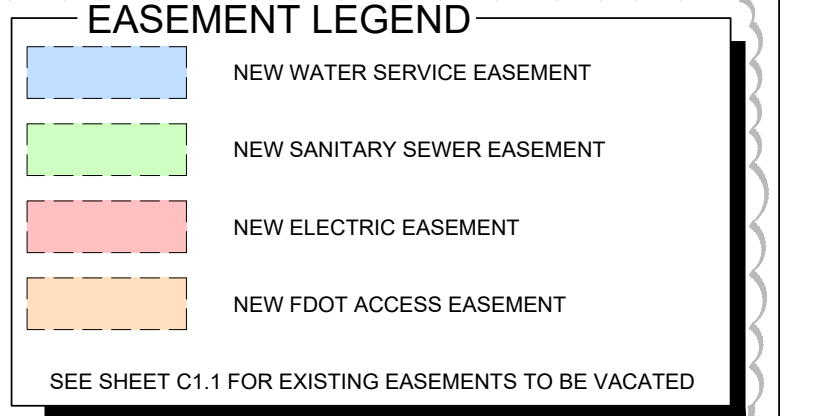 EASEMENT LEGEND
NEW WATER SERVICE EASEMENT
NEW SANITARY SEWER EASEMENT
NEW ELECTRIC EASEMENT
NEW FDOT ACCESS EASEMENT
SEE SHEET C1.1 FOR EXISTING EASEMENTS TO BE VACATED